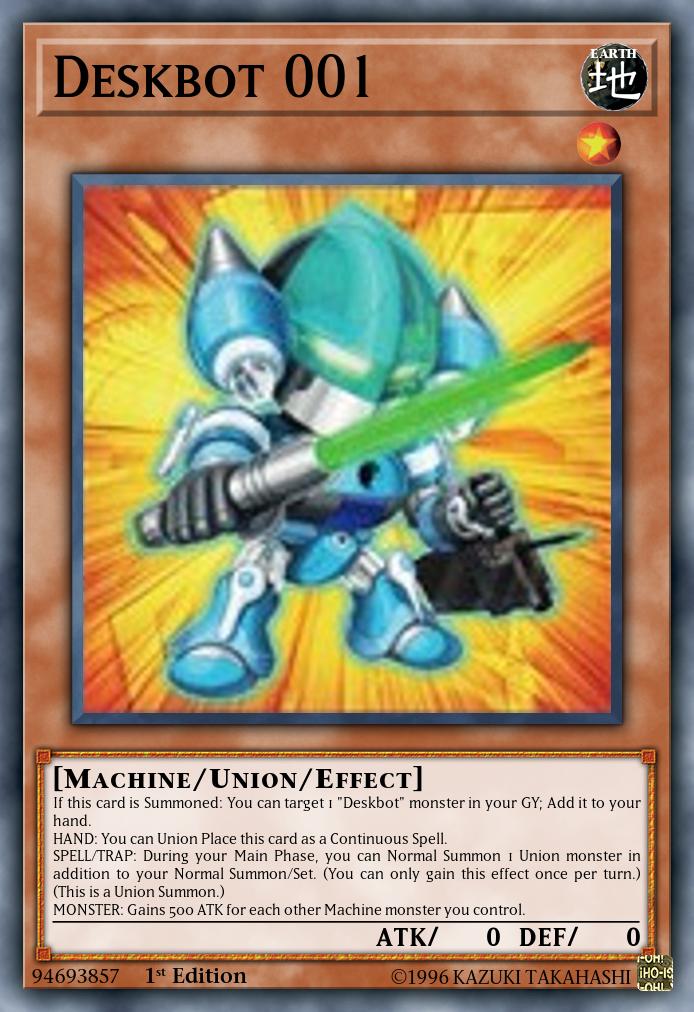 Deskbot 001
EARTH
地
[Machine/Union/Effect]
If this card is Summoned: You can target 1 "Deskbot" monster in your GY; Add it to your
hand.
HAND: You can Union Place this card as a Continuous Spell.
SPELL/TRAP: During your Main Phase, you can Normal Summon 1 Union monster in
addition to your Normal Summon/Set. (You can only gain this effect once per turn.)
(This is a Union Summon.)
MONSTER: Gains 500 ATK for each other Machine monster you control.
ATK/ 0 DEF/ 0
94693857 1st Edition ©1996 KAZUKI TAKAHASHI